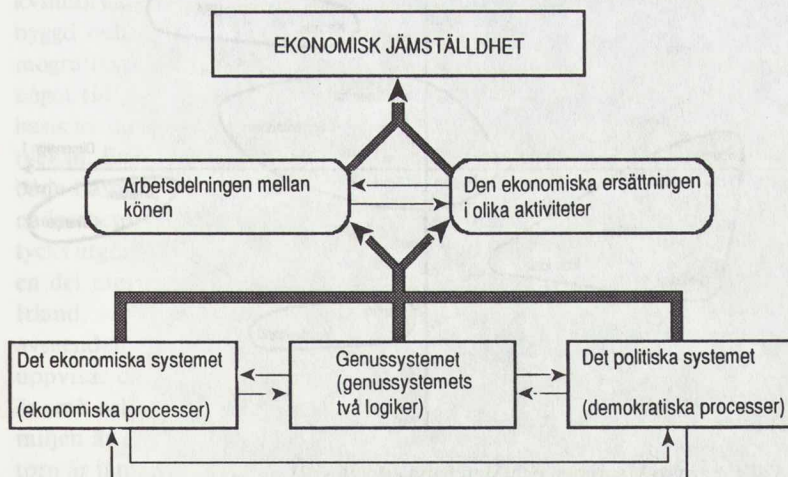 EKONOMISK JÄMSTÄLLDHET
Arbetsdelningen mellan
könen
Den ekonomiska ersättningen
i olika aktiviteter
Det ekonomiska systemet
(ekonomiska processer)
Genussystemet
(genussystemets
två logiker)
Det politiska systemet
(demokratiska processer)